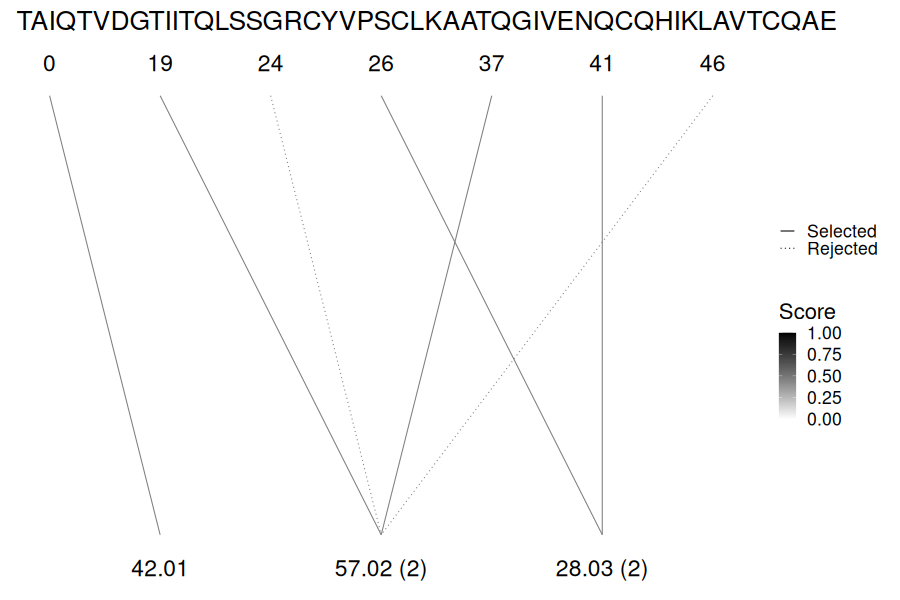 TAIQTVDGTIITQLSSGRCYVPSCLKAATQGIVENQCQHIKLAVTCQAE
0 19 24 26 37 41 46
Selected
Rejected
Score
1.00
0.75
0.50
0.25
0.00
42.01 57.02 (2) 28.03 (2)